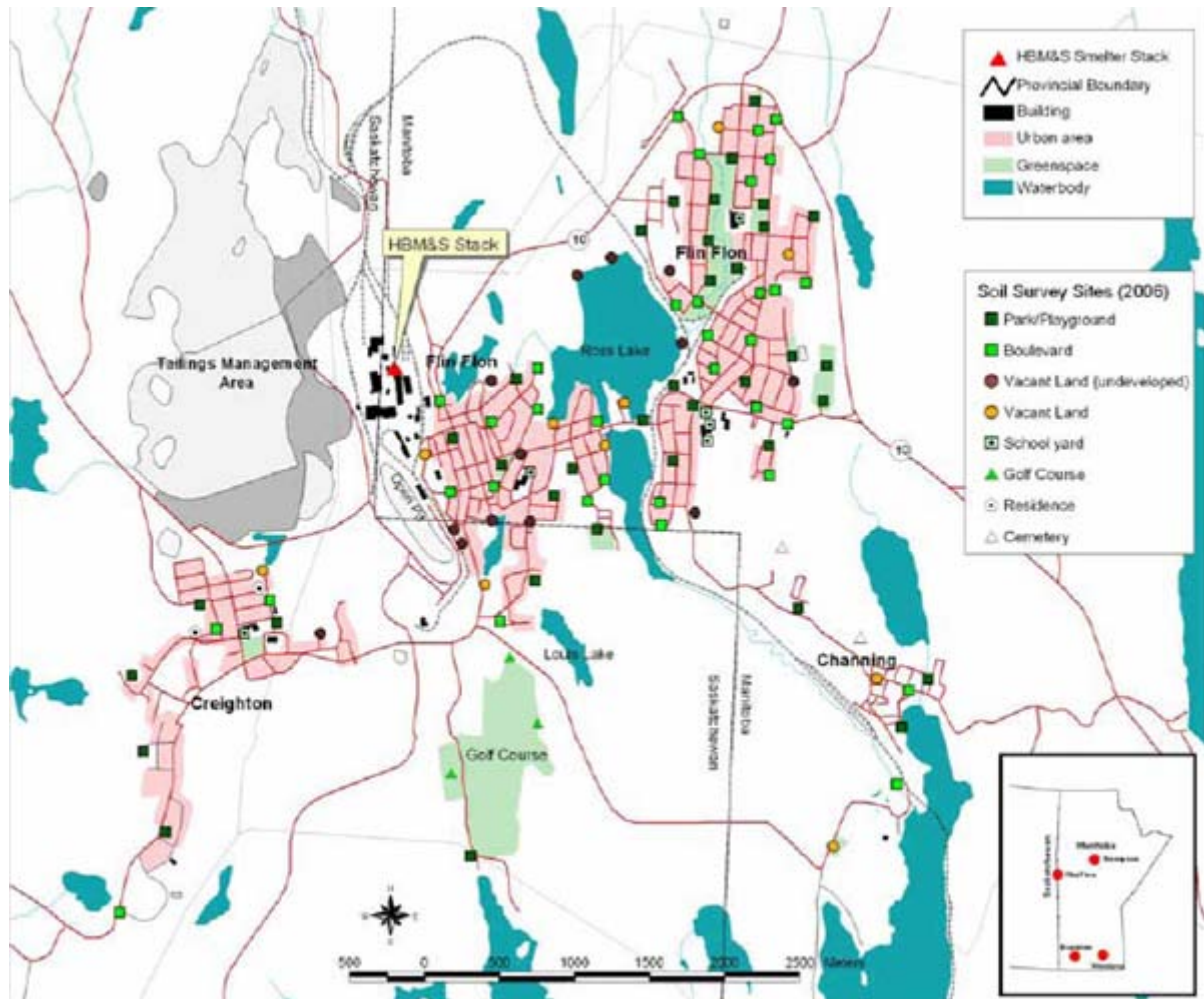 HBM&S Smelter Stack
Provincial Boundary
Building
Urban area
Greenspace
Waterbody
Manitoba
Saskatchewan
HBM&S Stack
10
Flin Flon
Tailings Management
Area
Flin Flon
Ross Lake
Open Pit
10
Soil Survey Sites (2006)
Park/Playground
Boulevard
Vacant Land (undeveloped)
Vacant Land
School yard
Golf Course
Residence
Cemetery
Louis Lake
Channing
Creighton
Manitoba
Saskatchewan
Golf Course
Manitoba
Saskatchewan
Flin Flon
N
500 0 500 1000 1500 2000 2500 Meters